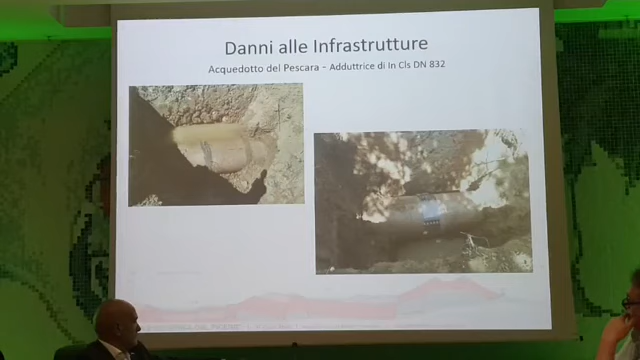 Danni alle Infrastrutture
Acquedotto del Pescara - Adduttrice di In Cls DN 832